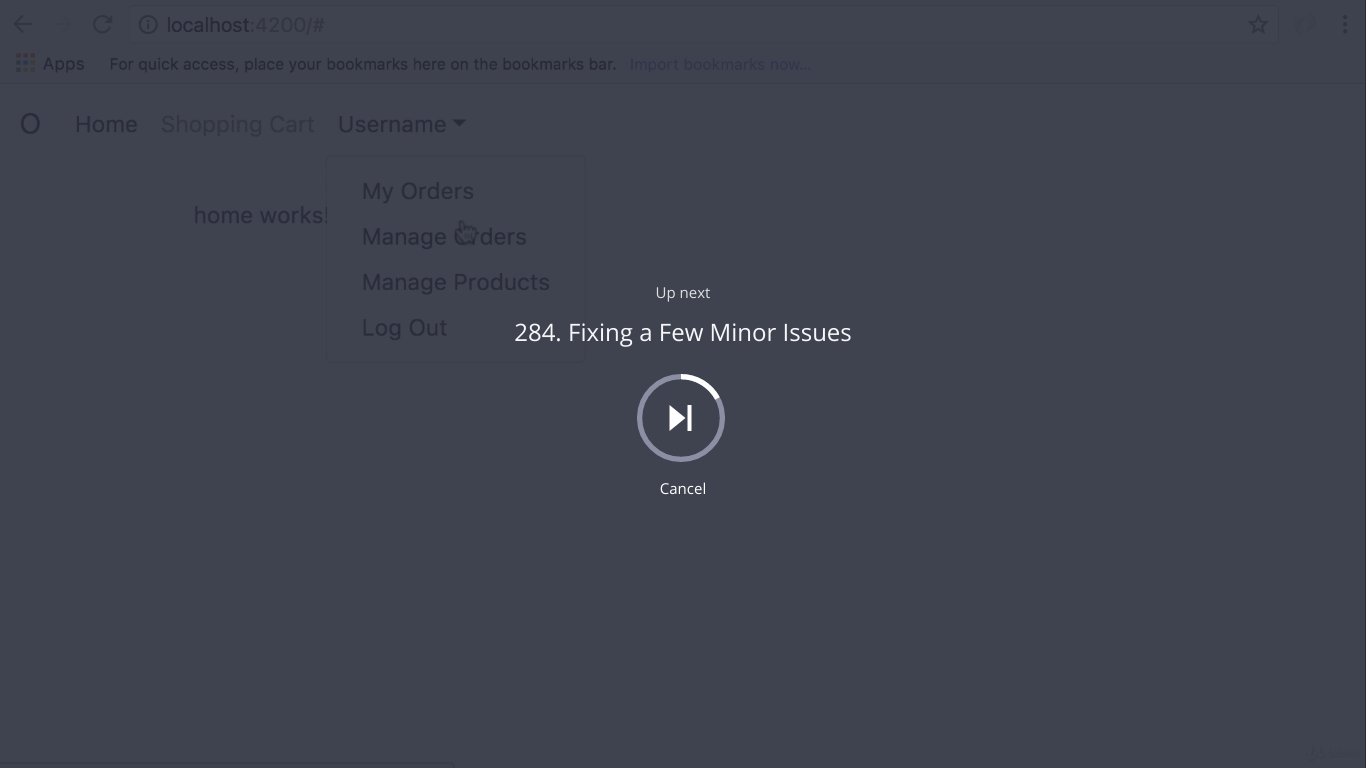 localhost:4200/#
Apps For quick access, place your bookmarks here on the bookmarks bar. Import bookmarks now...
O Home Shopping Cart Username
My Orders
home works!
Manage Orders
Manage Products
Log Out
Up next
284. Fixing a Few Minor Issues
Cancel